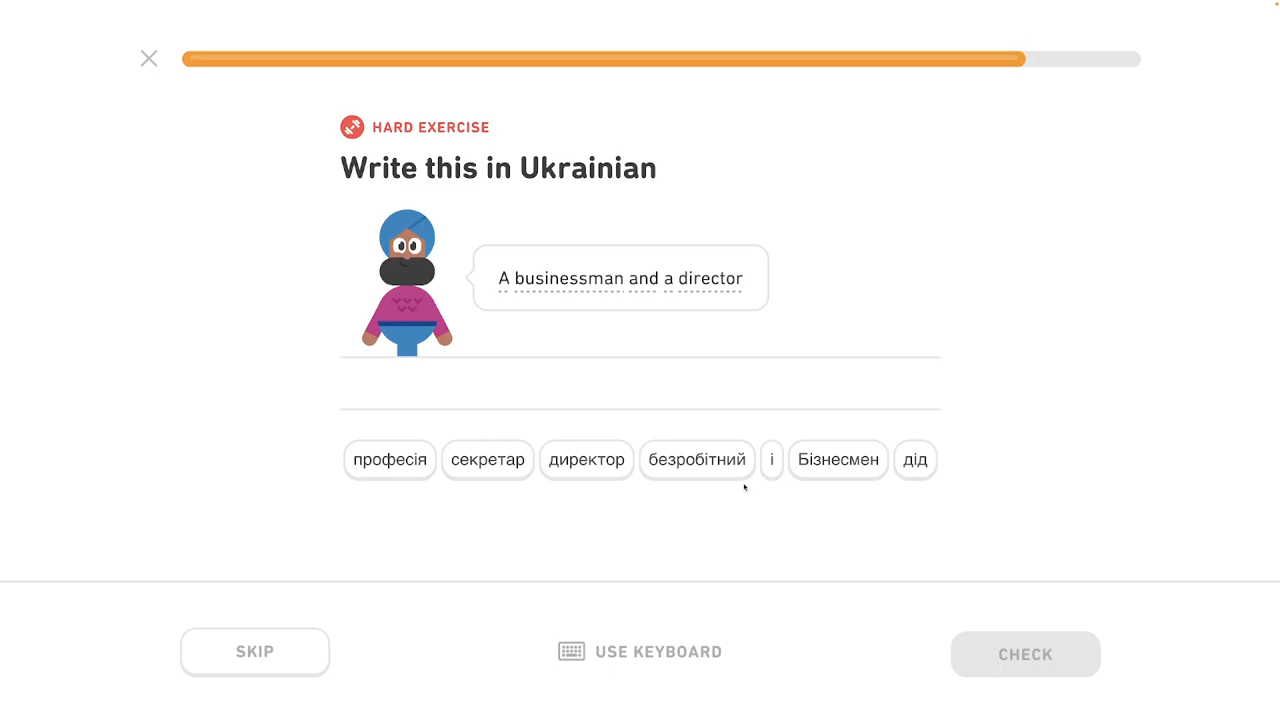 HARD EXERCISE
Write this in Ukrainian
A businessman and a director
професія секретар директор безробітний і Бізнесмен дід
SKIP USE KEYBOARD CHECK